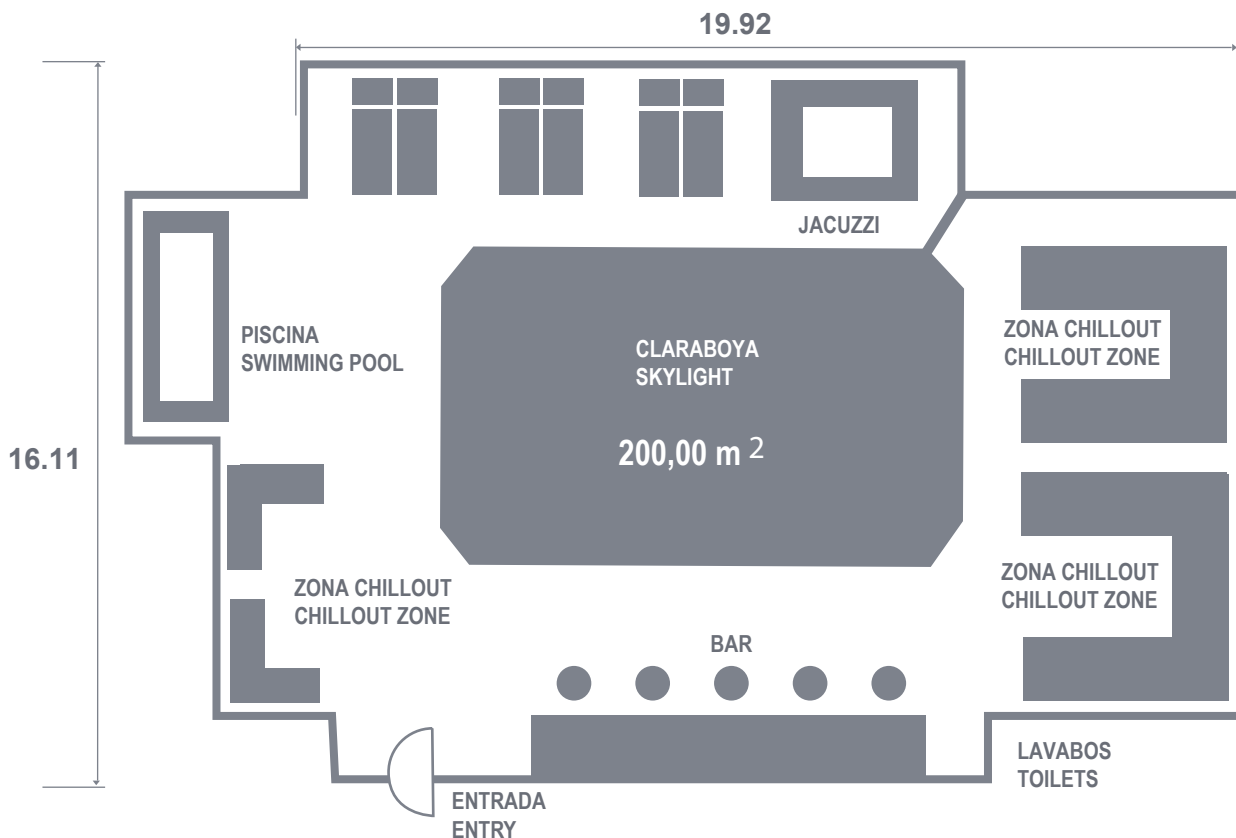 19.92
JACUZZI
PISCINA
SWIMMING POOL
ZONA CHILLOUT
CHILLOUT ZONE
CLARABOYA
SKYLIGHT
200,00 m 2
16.11
ZONA CHILLOUT
CHILLOUT ZONE
ZONA CHILLOUT
CHILLOUT ZONE
BAR
LAVABOS
TOILETS
ENTRADA
ENTRY